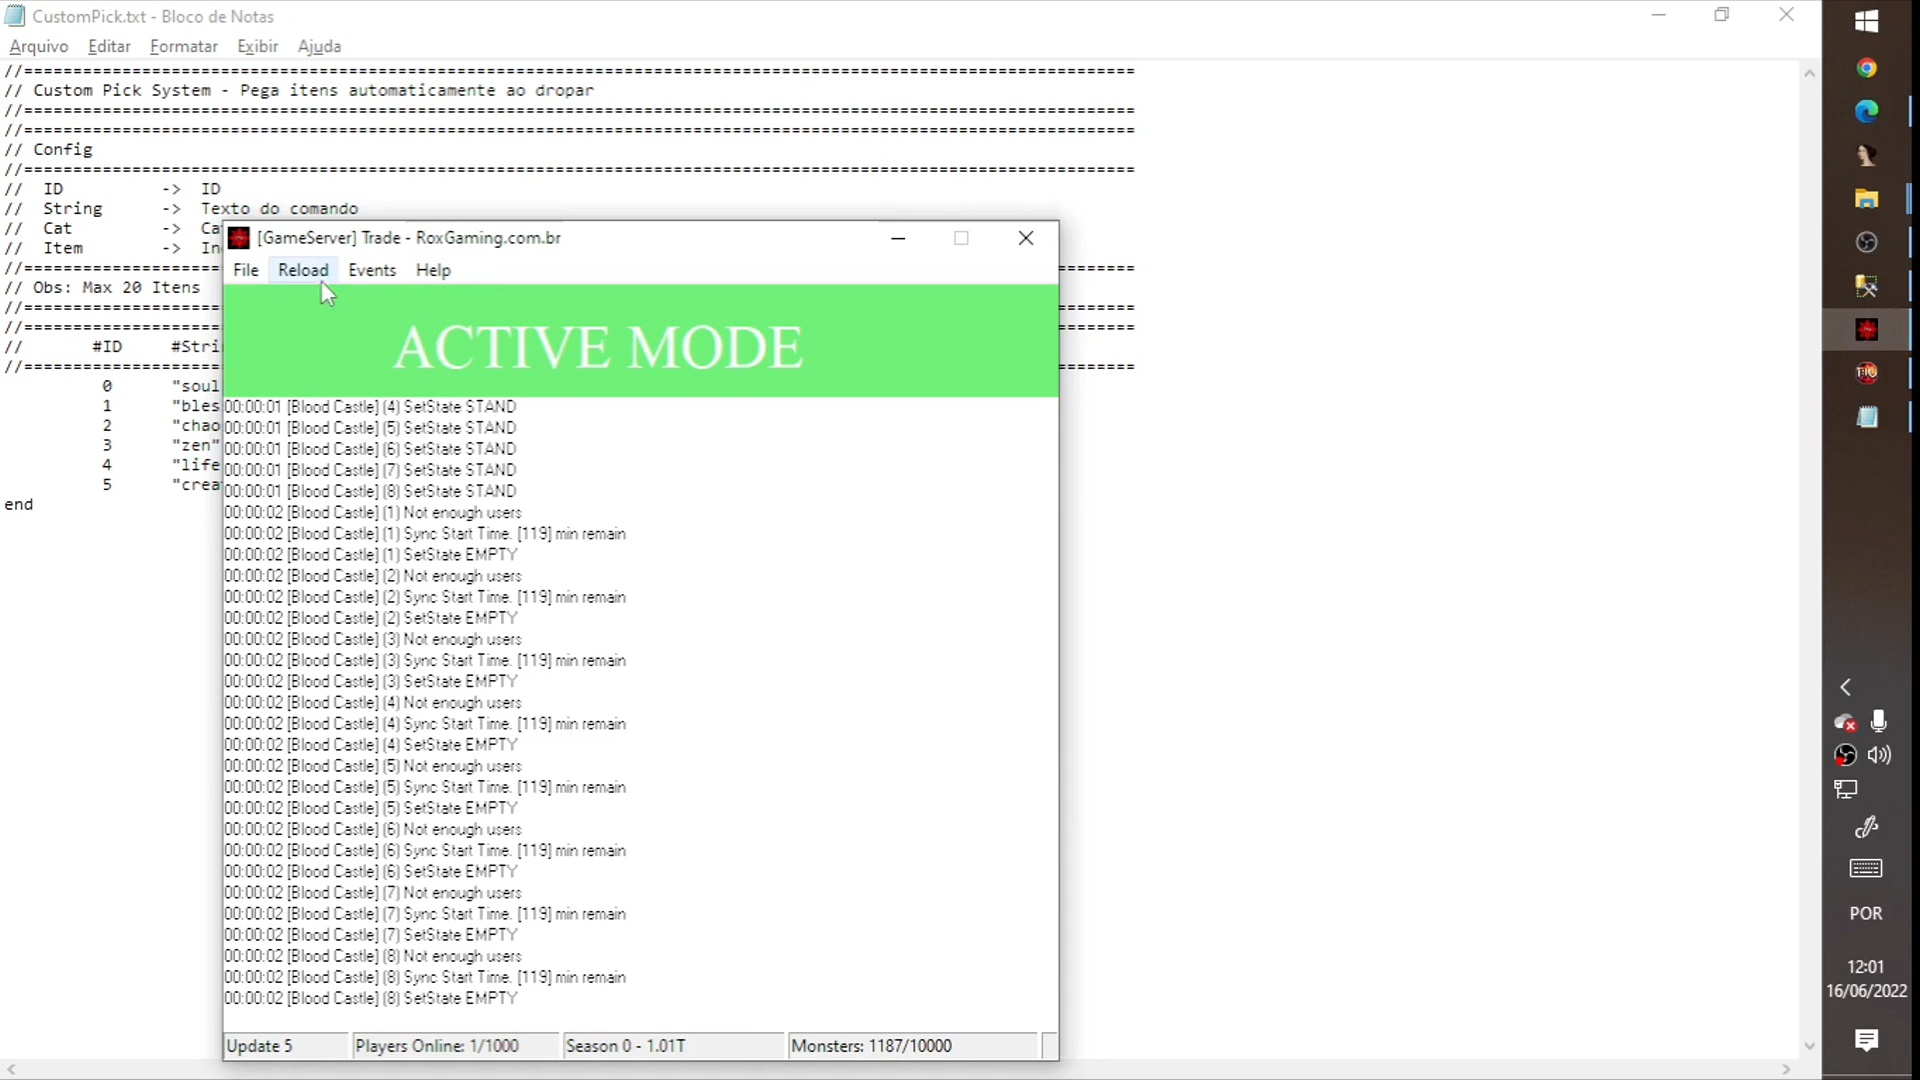 CustomPick.txt - Bloco de Notas
Arquivo Editar Formatar Exibir Ajuda
//=================================================================================================================
// Custom Pick System - Pega itens automaticamente ao dropar
//=================================================================================================================
//=================================================================================================================
// Config
//=================================================================================================================
// ID -> ID
// String -> Texto do comando
// Cat ->
// Item ->
//======================
// Obs: Max 20 Itens
//======================
//======================
// #ID
//======================
0 "soul
1
2
3 "zen"
4 "life
5
end
[GameServer] Trade - RoxGaming.com.br
File Reload Events Help
ACTIVE MODE
00:00:01 [Blood Castle] (4) SetState STAND
00:00:01 [Blood Castle] (5) SetState STAND
00:00:01 [Blood Castle] (6) SetState STAND
00:00:01 [Blood Castle] (7) SetState STAND
00:00:01 [Blood Castle] (8) SetState STAND
00:00:02 [Blood Castle] (1) Not enough users
00:00:02 [Blood Castle] (1) Sync Start Time. [119] min remain
00:00:02 [Blood Castle] (1) SetState EMPTY
00:00:02 [Blood Castle] (2) Not enough users
00:00:02 [Blood Castle] (2) Sync Start Time. [119] min remain
00:00:02 [Blood Castle] (2) SetState EMPTY
00:00:02 [Blood Castle] (3) Not enough users
00:00:02 [Blood Castle] (3) Sync Start Time. [119] min remain
00:00:02 [Blood Castle] (3) SetState EMPTY
00:00:02 [Blood Castle] (4) Not enough users
00:00:02 [Blood Castle] (4) Sync Start Time. [119] min remain
00:00:02 [Blood Castle] (4) SetState EMPTY
00:00:02 [Blood Castle] (5) Not enough users
00:00:02 [Blood Castle] (5) Sync Start Time. [119] min remain
00:00:02 [Blood Castle] (5) SetState EMPTY
00:00:02 [Blood Castle] (6) Not enough users
00:00:02 [Blood Castle] (6) Sync Start Time. [119] min remain
00:00:02 [Blood Castle] (6) SetState EMPTY
00:00:02 [Blood Castle] (7) Not enough users
00:00:02 [Blood Castle] (7) Sync Start Time. [119] min remain
00:00:02 [Blood Castle] (7) SetState EMPTY
00:00:02 [Blood Castle] (8) Not enough users
00:00:02 [Blood Castle] (8) Sync Start Time. [119] min remain
00:00:02 [Blood Castle] (8) SetState EMPTY
Update 5 Players Online: 1/1000 Season 0 - 1.01T Monsters: 1187/10000
POR
12:01
16/06/2022